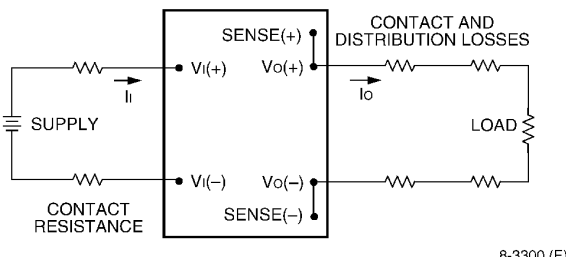 CONTACT AND
DISTRIBUTION LOSSES
SENSE(+)
VI(+)
VO(+)
II
IO
SUPPLY
LOAD
VI(–)
VO(–)
CONTACT
RESISTANCE
SENSE(–)
8-3300 (F)